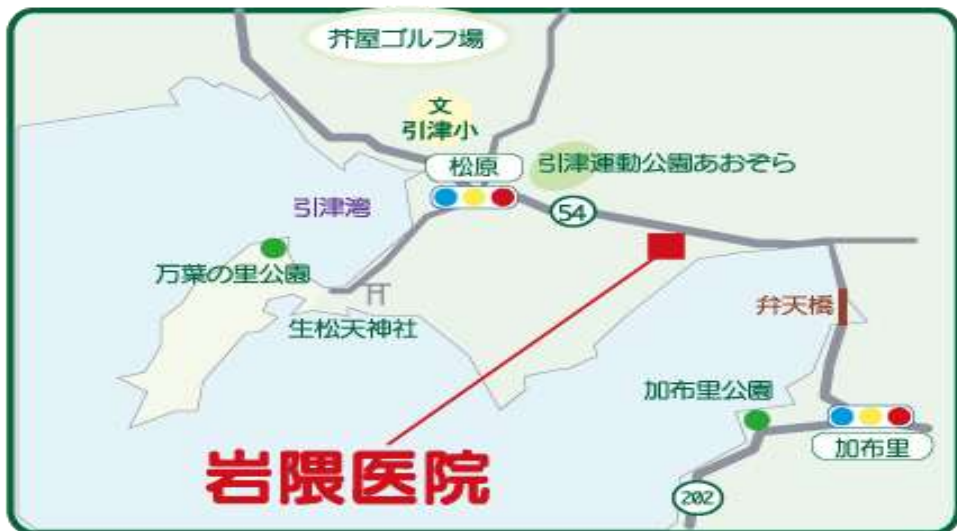 芥屋ゴルフ場
文
引津小
松原
引津運動公園あおぞら
54
引津湾
万葉の里公園
生松天神社
弁天橋
加布里公園
加布里
岩隈医院
202